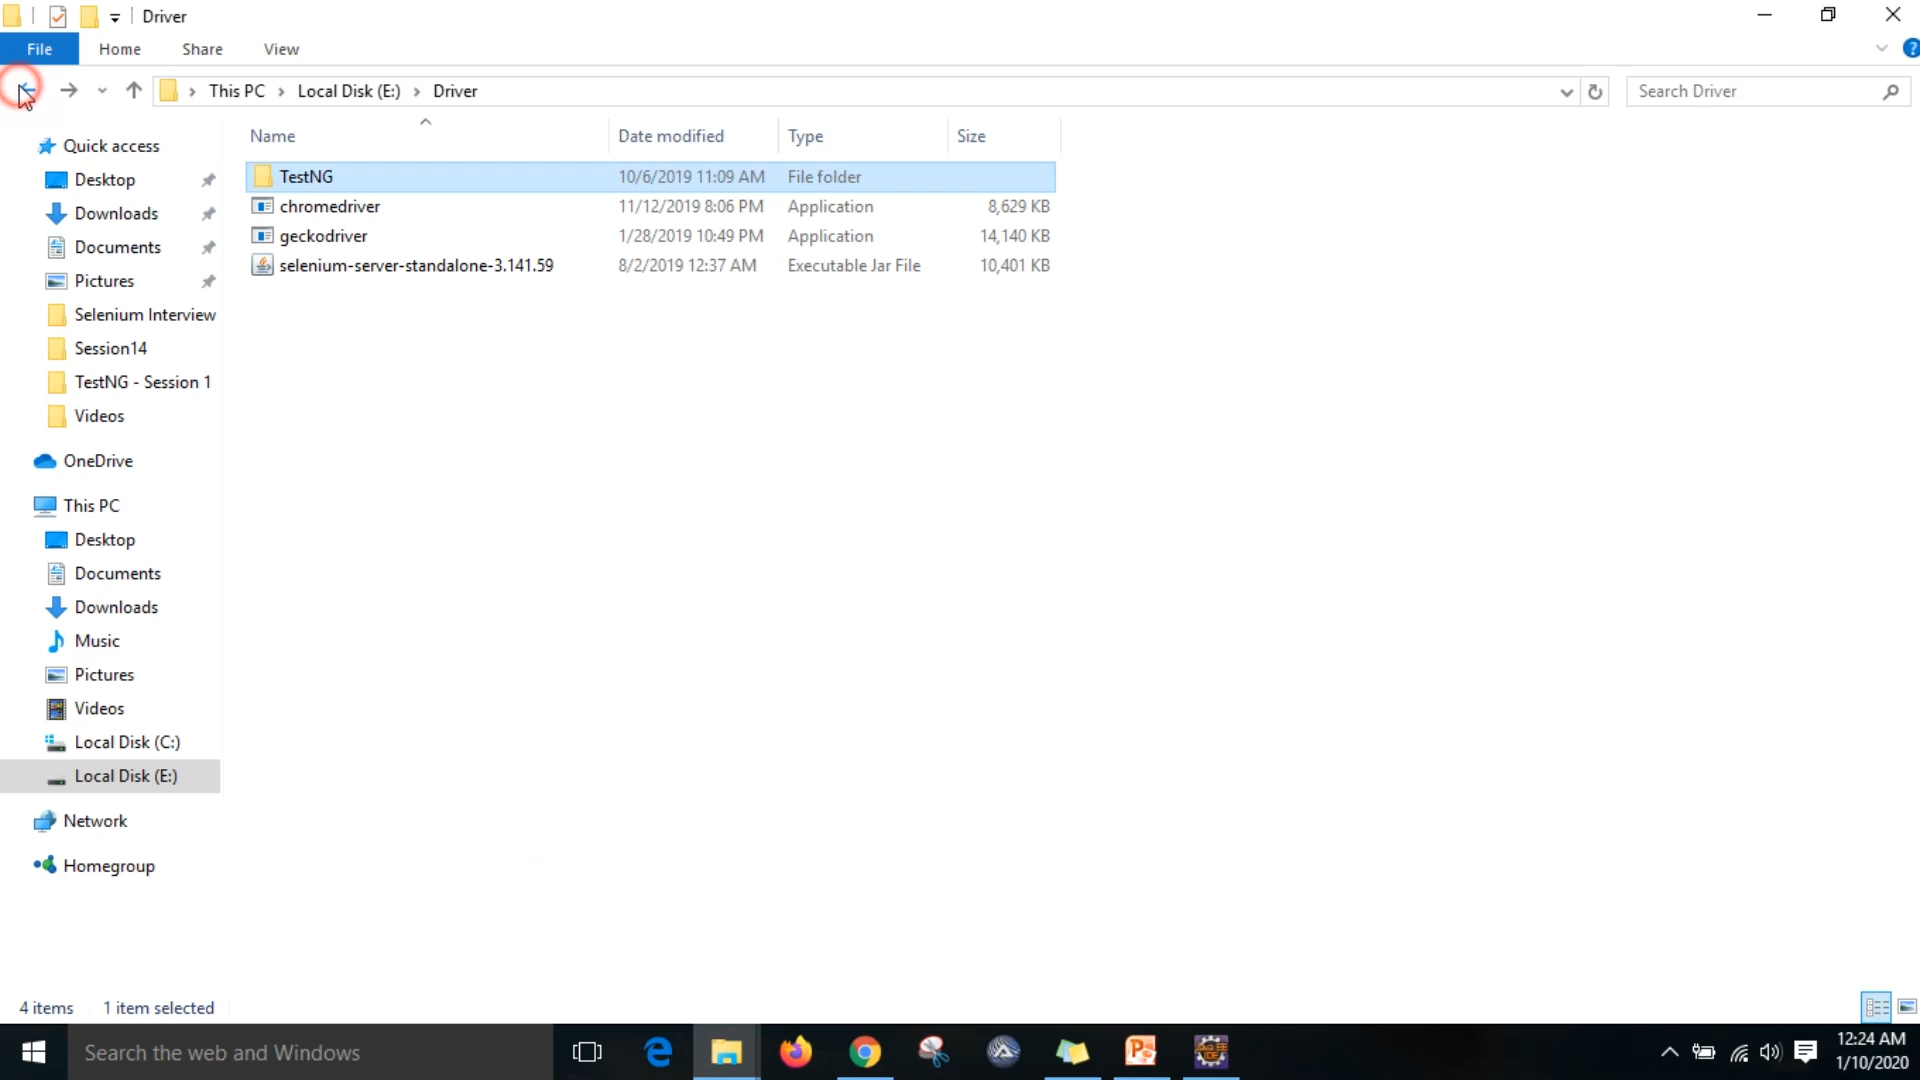 Driver
File Home Share View
This PC Local Disk (E:) Driver
Search Driver
Name Date modified Type Size
TestNG 10/6/2019 11:09 AM File folder
chromedriver 11/12/2019 8:06 PM Application 8,629 KB
geckodriver 1/28/2019 10:49 PM Application 14,140 KB
selenium-server-standalone-3.141.59 8/2/2019 12:37 AM Executable Jar File 10,401 KB
Quick access
Desktop
Downloads
Documents
Pictures
Selenium Interview
Session14
TestNG - Session 1
Videos
OneDrive
This PC
Desktop
Documents
Downloads
Music
Pictures
Videos
Local Disk (C:)
Local Disk (E:)
Network
Homegroup
4 items 1 item selected
Search the web and Windows
12:24 AM
1/10/2020